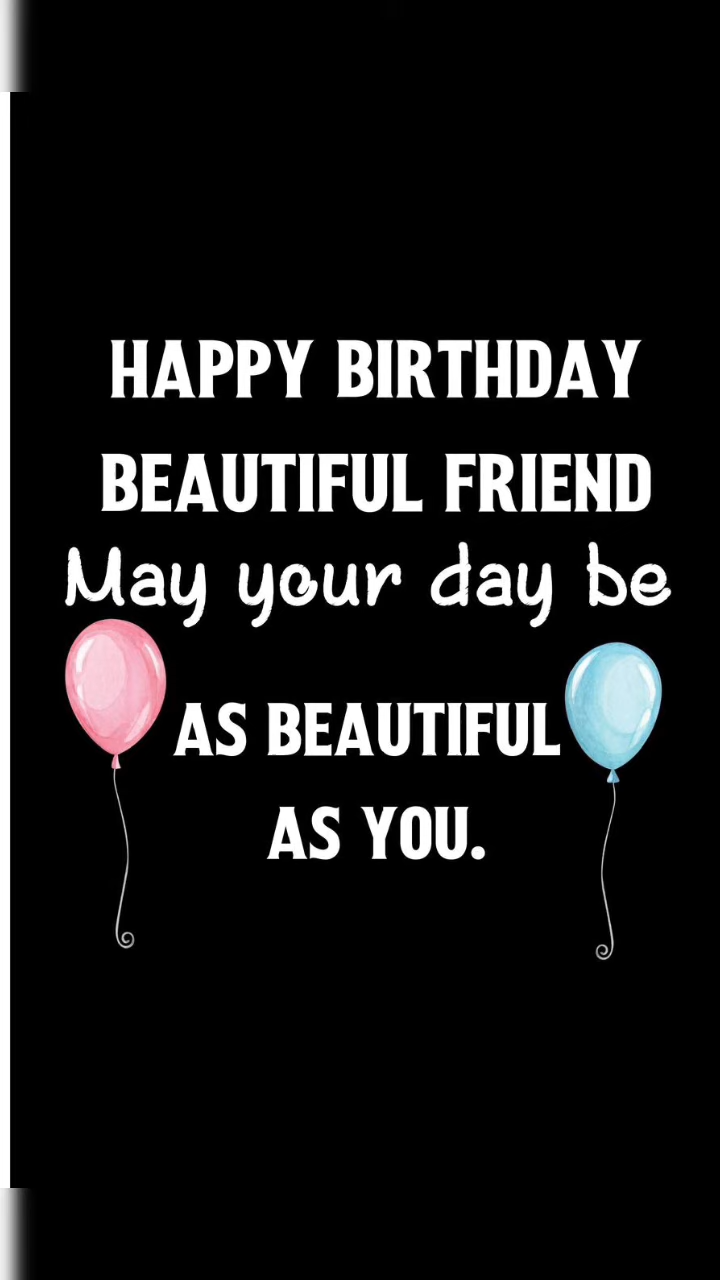 HAPPY BIRTHDAY
BEAUTIFUL FRIEND
May your day be
AS BEAUTIFUL
AS YOU.